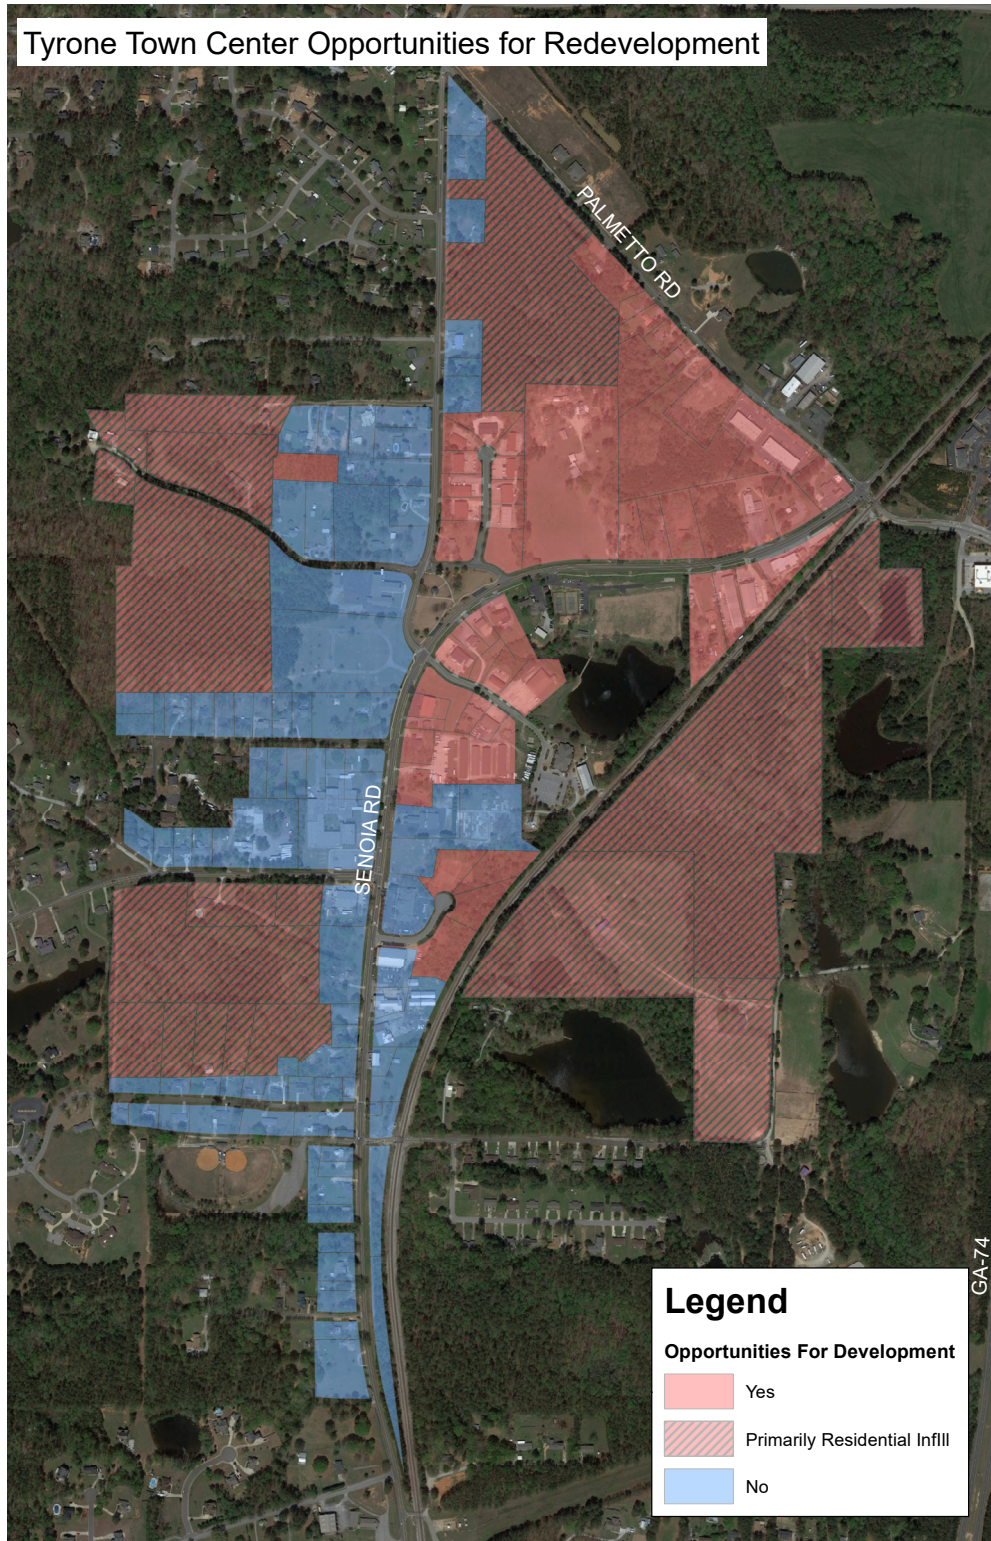 Tyrone Town Center Opportunities for Redevelopment
PALMETTO RD
SENOIA RD
GA-74
Legend
Opportunities For Development
Yes
Primarily Residential Inflll
No